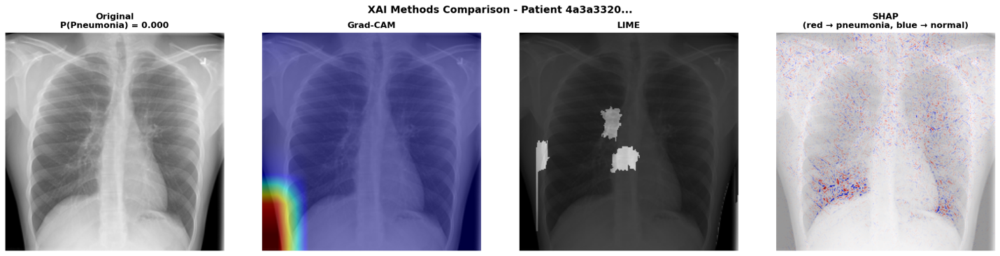 XAI Methods Comparison - Patient 4a3a3320...
Original
P(Pneumonia) = 0.000
Grad-CAM
LIME
SHAP
(red → pneumonia, blue → normal)